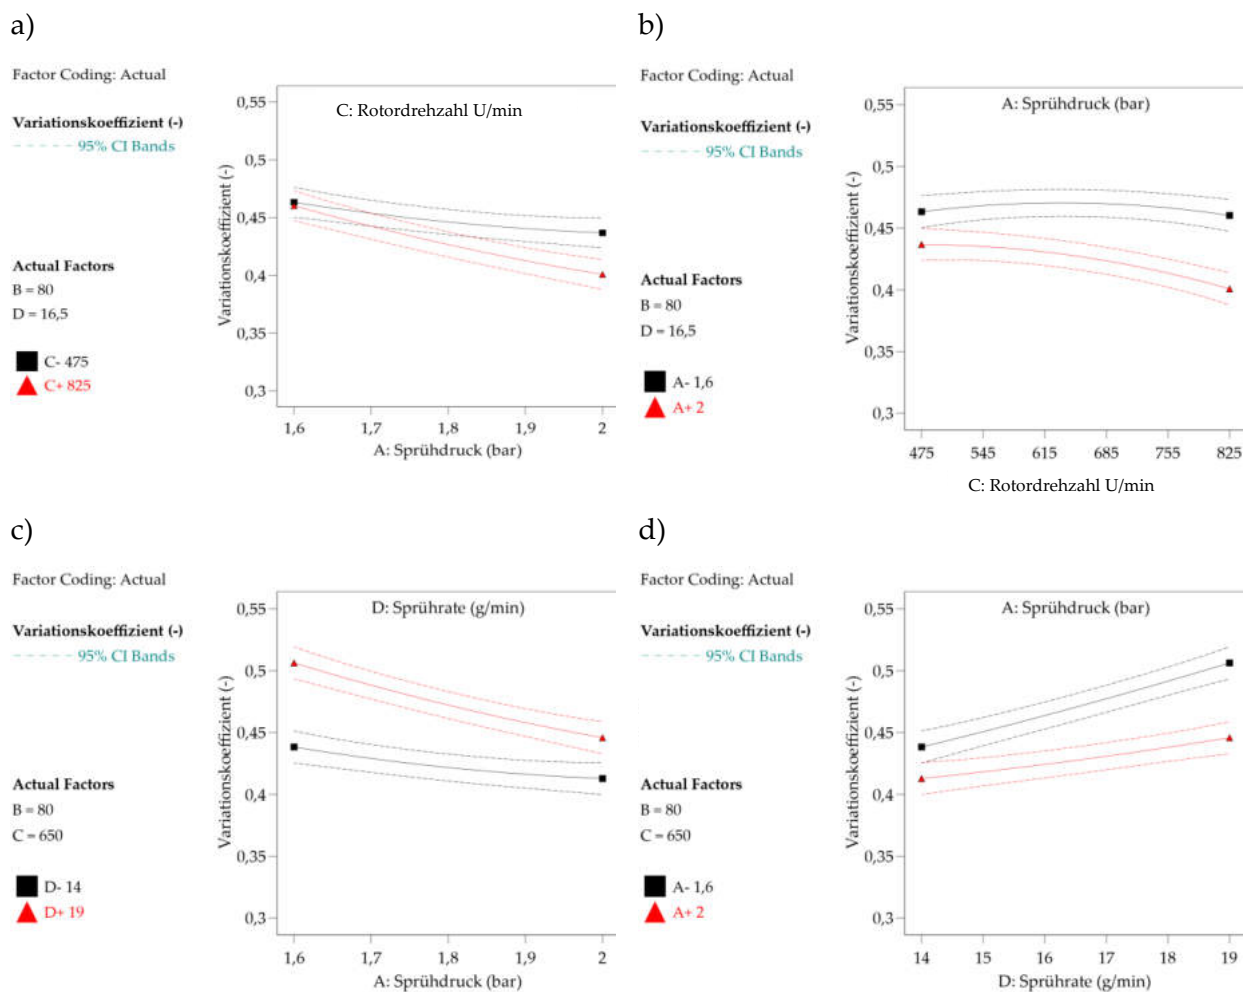 a)
Factor Coding: Actual
Variationskoeffizient (-)
95% CI Bands
Actual Factors
B = 80
D = 16,5
C- 475
C+ 825
C: Rotordrehzahl U/min
Variationskoeffizient (-)
0,55
0,5
0,45
0,4
0,35
0,3
1,6 1,7 1,8 1,9 2
A: Sprühdruck (bar)
b)
Factor Coding: Actual
Variationskoeffizient (-)
95% CI Bands
Actual Factors
B = 80
D = 16,5
A- 1,6
A+ 2
A: Sprühdruck (bar)
Variationskoeffizient (-)
0,55
0,5
0,45
0,4
0,35
0,3
475 545 615 685 755 825
C: Rotordrehzahl U/min
c)
Factor Coding: Actual
Variationskoeffizient (-)
95% CI Bands
Actual Factors
B = 80
C = 650
D- 14
D+ 19
D: Sprührate (g/min)
Variationskoeffizient (-)
0,55
0,5
0,45
0,4
0,35
0,3
1,6 1,7 1,8 1,9 2
A: Sprühdruck (bar)
d)
Factor Coding: Actual
Variationskoeffizient (-)
95% CI Bands
Actual Factors
B = 80
C = 650
A- 1,6
A+ 2
A: Sprühdruck (bar)
Variationskoeffizient (-)
0,55
0,5
0,45
0,4
0,35
0,3
14 15 16 17 18 19
D: Sprührate (g/min)